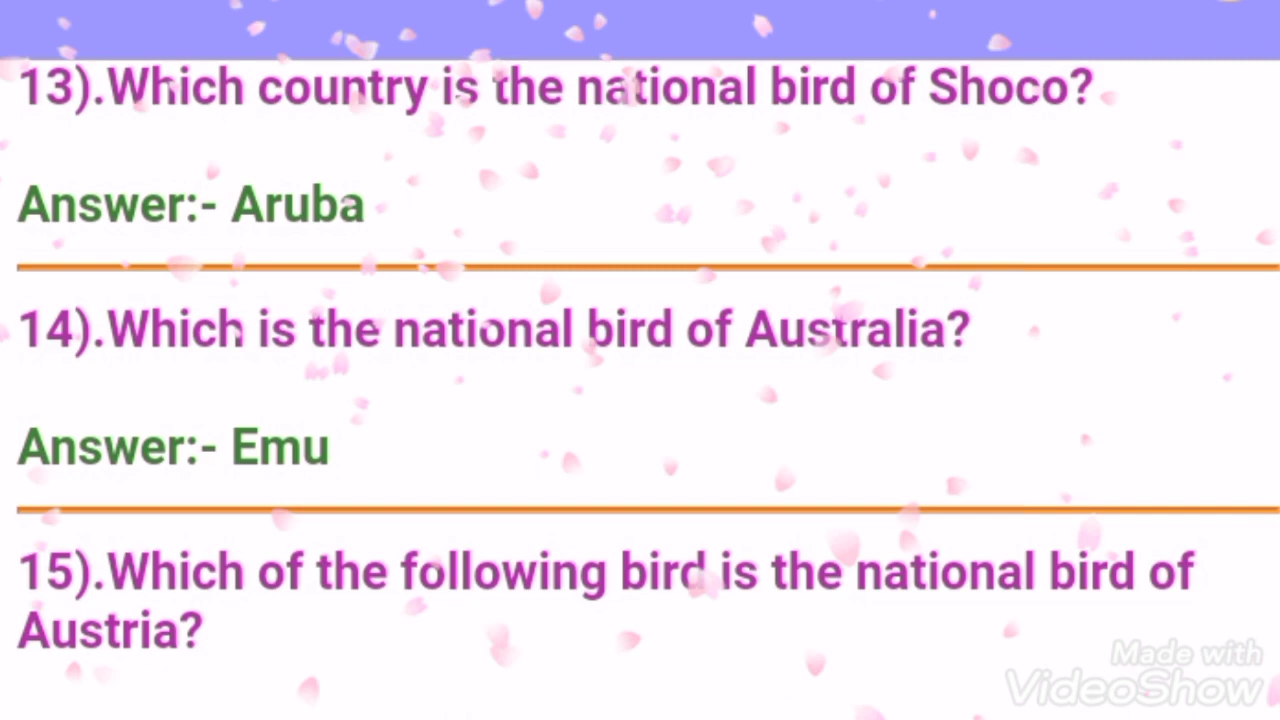 13).Which country is the national bird of Shoco?
Answer:- Aruba
14).Which is the national bird of Australia?
Answer:- Emu
15).Which of the following bird is the national bird of
Austria?
Made with
VideoShow